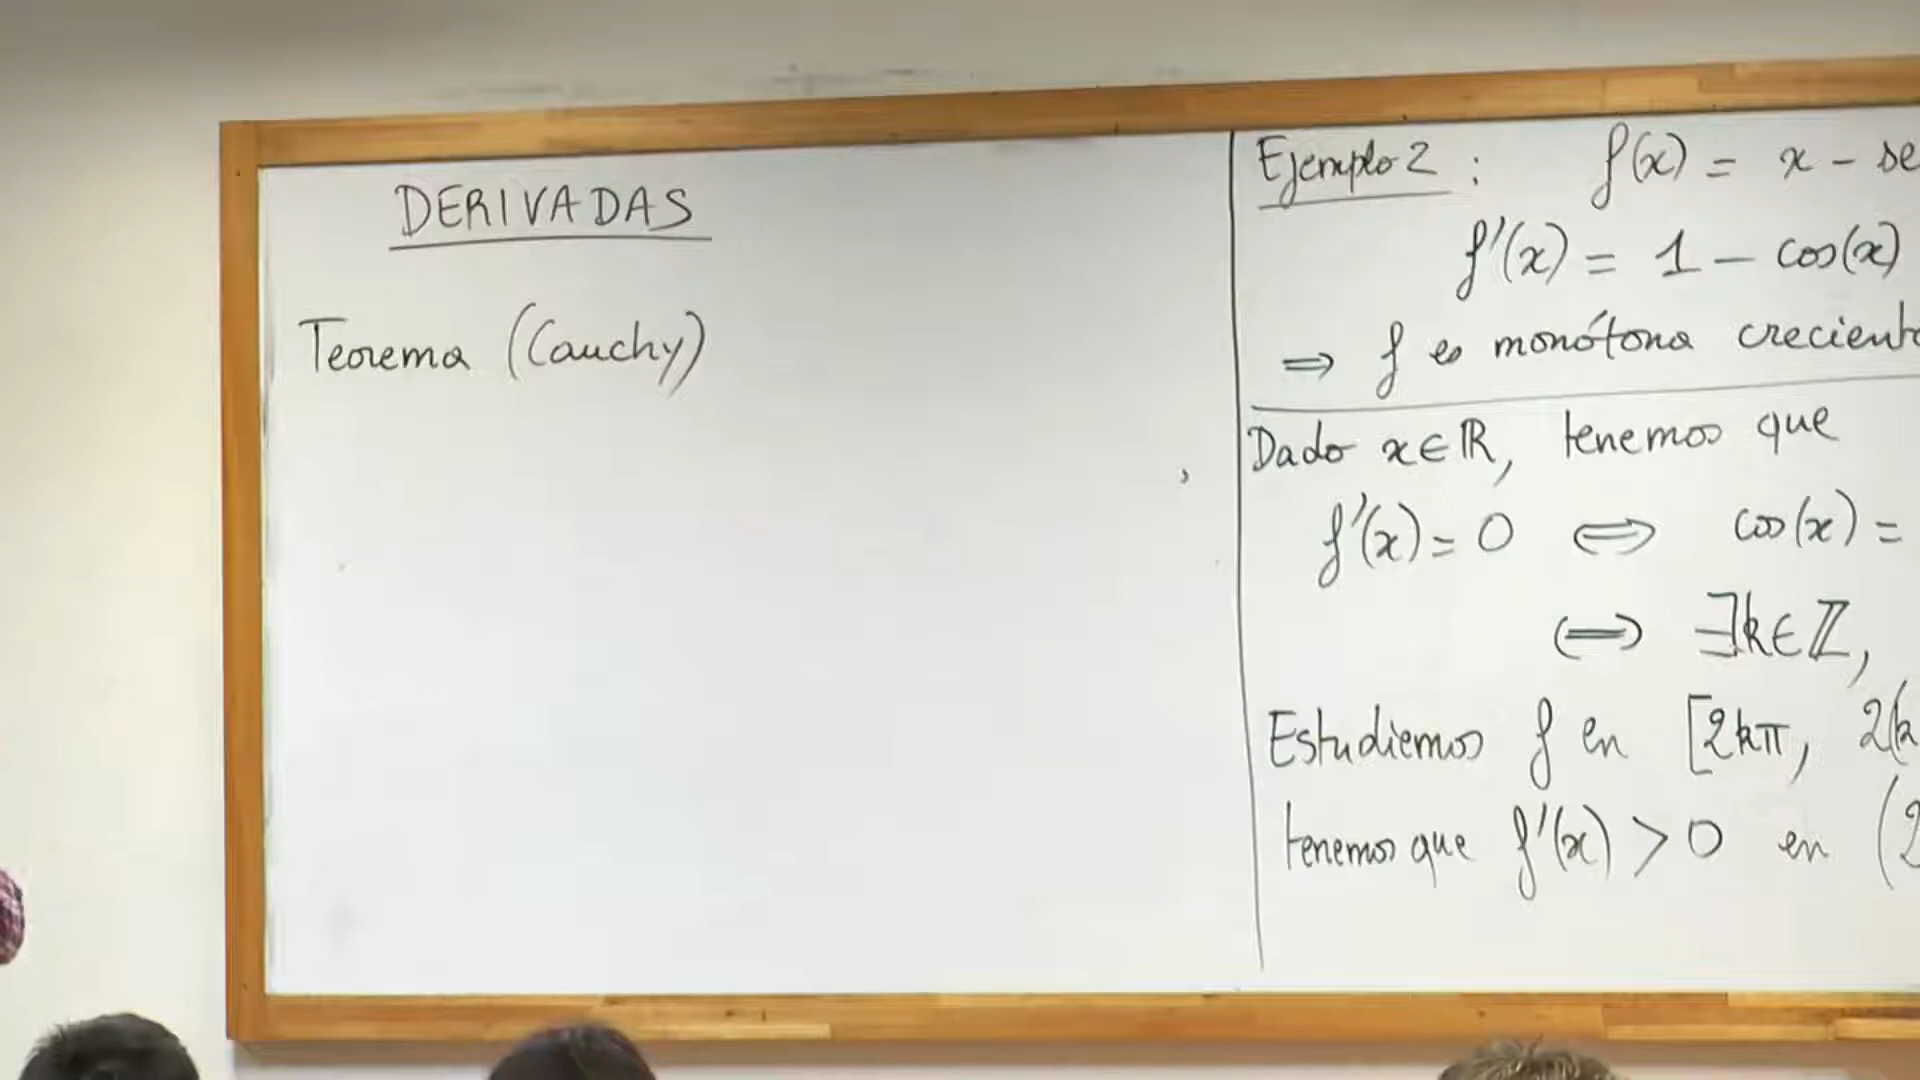 DERIVADAS
Teorema (Cauchy)
Ejemplo 2 : f(x) = x - se
f'(x) = 1 - cos(x)
⇒ f es monótona creciente
Dado x∈ℝ, tenemos que
f'(x) = 0 ⇔ cos(x) =
⇔ ∃k∈ℤ,
Estudiemos f en [2kπ, 2(k
tenemos que f'(x) > 0 en (2